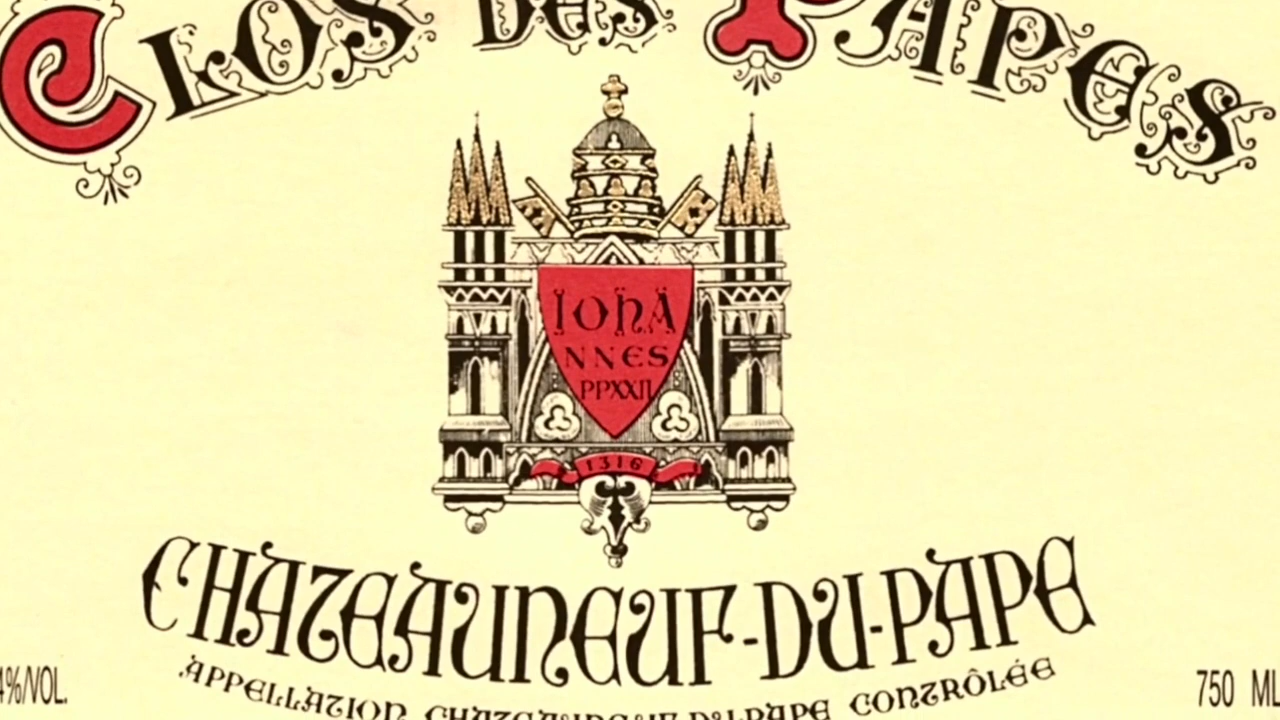 CLOS DES PAPES
IOHA
NNES
PPXXII
1316
CHATEAUNEUF-DU-PAPE
APPELLATION CHATEAUNEUF-DU-PAPE CONTRÔLÉE
4%/VOL.
750 ML